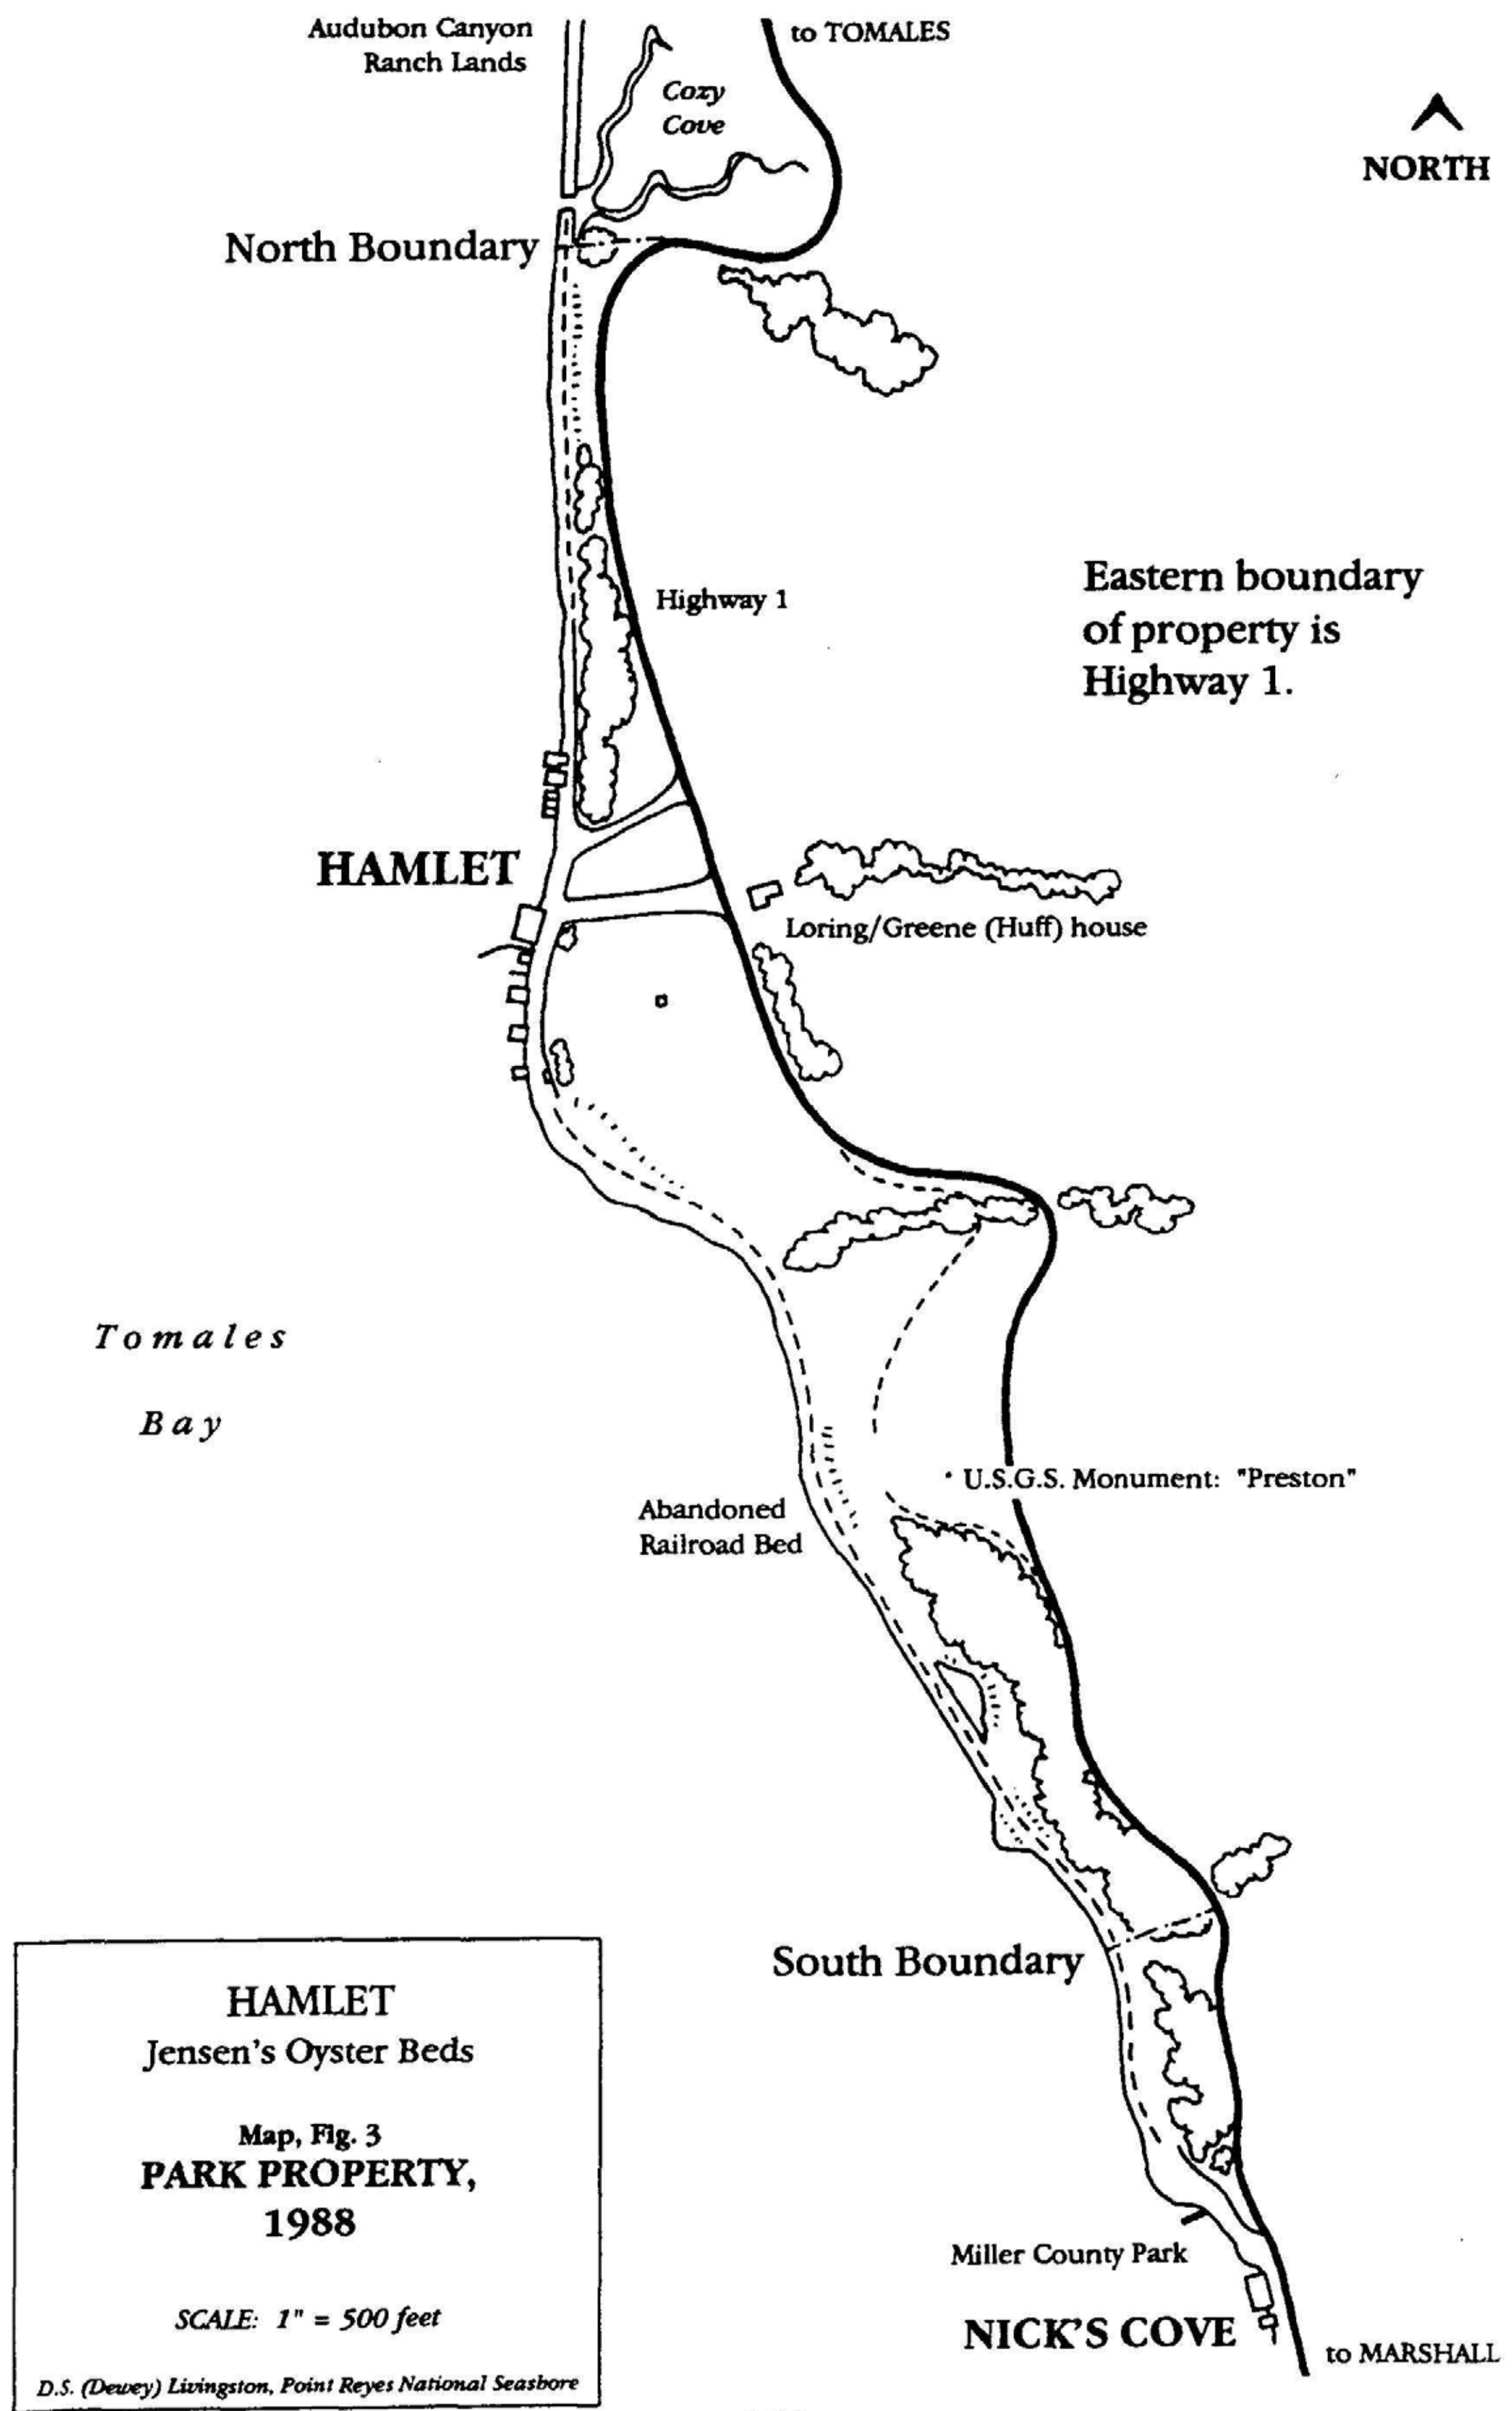 Audubon Canyon
Ranch Lands
to TOMALES
Cozy
Cove
NORTH
North Boundary
Highway 1
Eastern boundary
of property is
Highway 1.
HAMLET
Loring/Greene (Huff) house
Tomales
Bay
U.S.G.S. Monument: "Preston"
Abandoned
Railroad Bed
South Boundary
HAMLET
Jensen's Oyster Beds
Map, Fig. 3
PARK PROPERTY,
1988
SCALE: 1" = 500 feet
D.S. (Dewey) Livingston, Point Reyes National Seashore
Miller County Park
NICK'S COVE
to MARSHALL